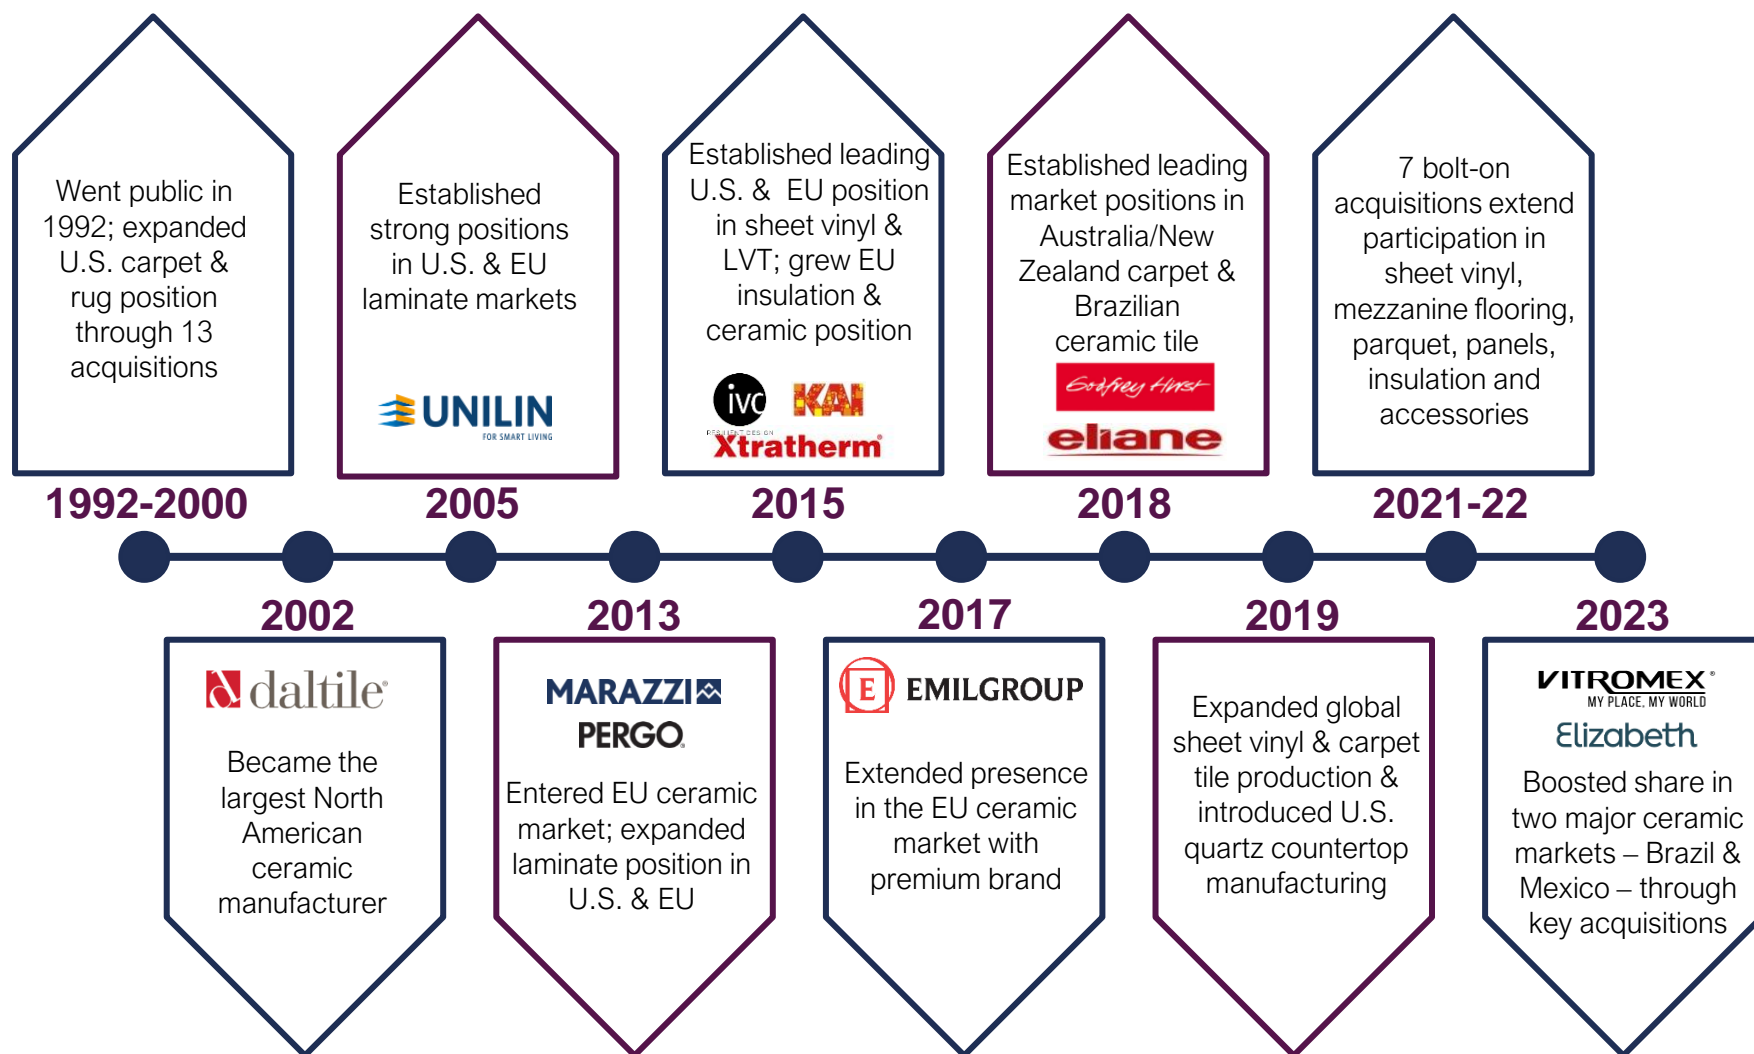 Went public in
1992; expanded
U.S. carpet &
rug position
through 13
acquisitions
1992-2000
Established
strong positions
in U.S. & EU
laminate markets
UNILIN
FOR SMART LIVING
2005
Established leading
U.S. & EU position
in sheet vinyl &
LVT; grew EU
insulation &
ceramic position
ivc
RESILIENT DESIGN
KAI
Xtratherm®
2015
Established leading
market positions in
Australia/New
Zealand carpet &
Brazilian
ceramic tile
Godfrey Hirst
eliane
2018
7 bolt-on
acquisitions extend
participation in
sheet vinyl,
mezzanine flooring,
parquet, panels,
insulation and
accessories
2021-22
2002
daltile®
Became the
largest North
American
ceramic
manufacturer
2013
MARAZZI
PERGO
Entered EU ceramic
market; expanded
laminate position in
U.S. & EU
2017
E EMILGROUP
Extended presence
in the EU ceramic
market with
premium brand
2019
Expanded global
sheet vinyl & carpet
tile production &
introduced U.S.
quartz countertop
manufacturing
2023
VITROMEX®
MY PLACE, MY WORLD
Elizabeth
Boosted share in
two major ceramic
markets – Brazil &
Mexico – through
key acquisitions